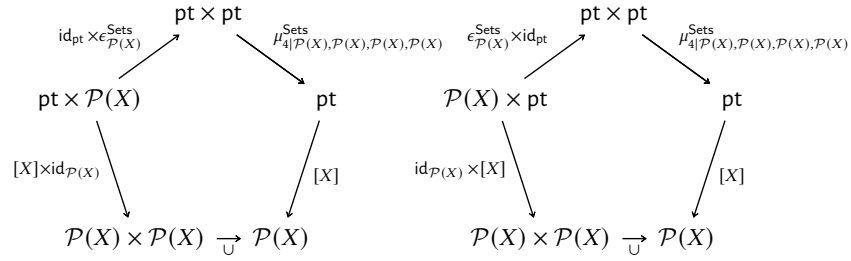 pt × pt pt × pt
id_pt × ϵ^Sets_𝒫(X) μ^Sets_4|𝒫(X),𝒫(X),𝒫(X),𝒫(X) ϵ^Sets_𝒫(X) × id_pt μ^Sets_4|𝒫(X),𝒫(X),𝒫(X),𝒫(X)
pt × 𝒫(X) pt 𝒫(X) × pt pt
[X]×id_𝒫(X) [X] id_𝒫(X) × [X] [X]
𝒫(X) × 𝒫(X) ∪ 𝒫(X) 𝒫(X) × 𝒫(X) ∪ 𝒫(X)